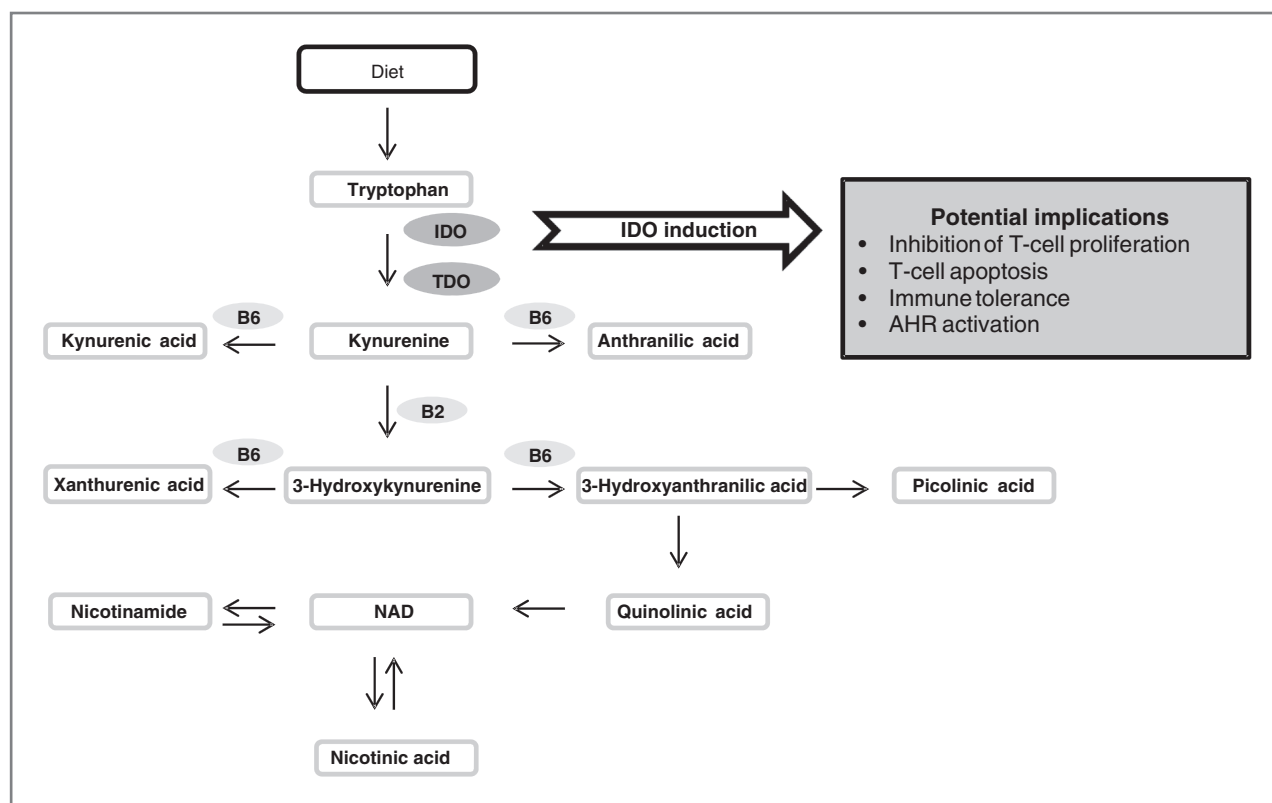 Diet
Tryptophan
IDO
IDO induction
TDO
Potential implications
• Inhibition of T-cell proliferation
• T-cell apoptosis
• Immune tolerance
• AHR activation
B6
B6
Kynurenic acid
Kynurenine
Anthranilic acid
B2
B6
B6
Xanthurenic acid
3-Hydroxykynurenine
3-Hydroxyanthranilic acid
Picolinic acid
Nicotinamide
NAD
Quinolinic acid
Nicotinic acid